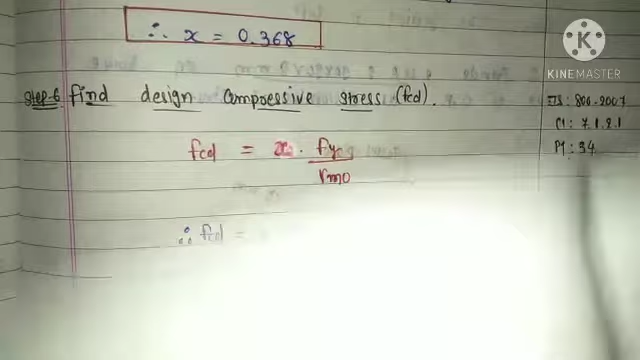 ∴ x = 0.368
KINEMASTER
Step-6 find design compressive stress (fcd).
IS : 800-2007
Cl : 7.1.2.1
Pg : 34
fcd = x . fy
γm0
∴ fcd =